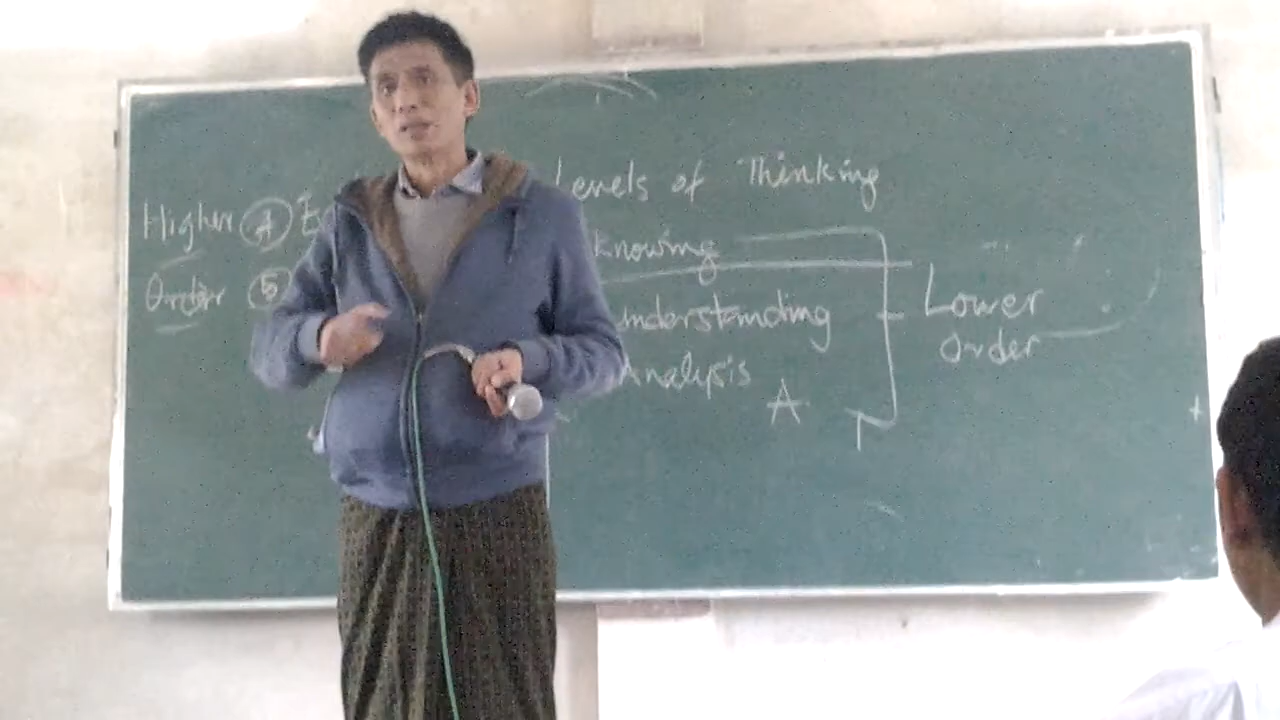 Levels of Thinking
Higher 4
Order 5
Knowing
Understanding
Analysis
A
Lower
Order